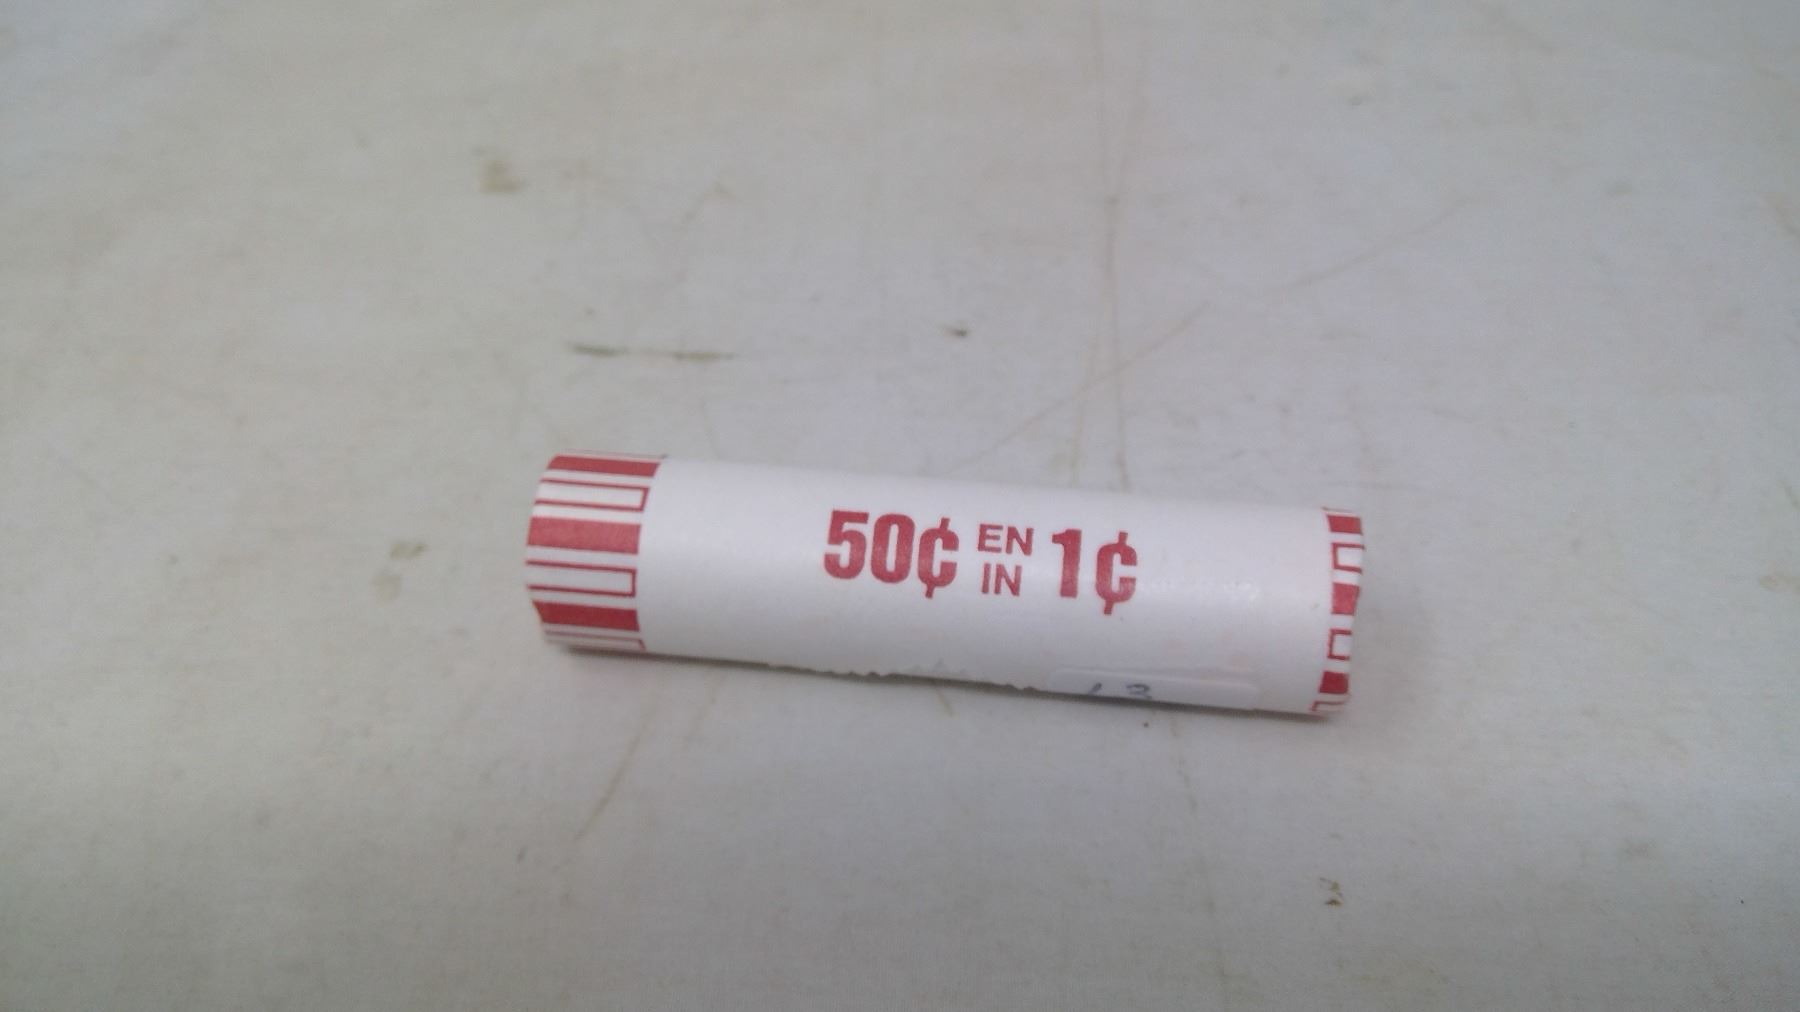 50¢ EN IN 1¢